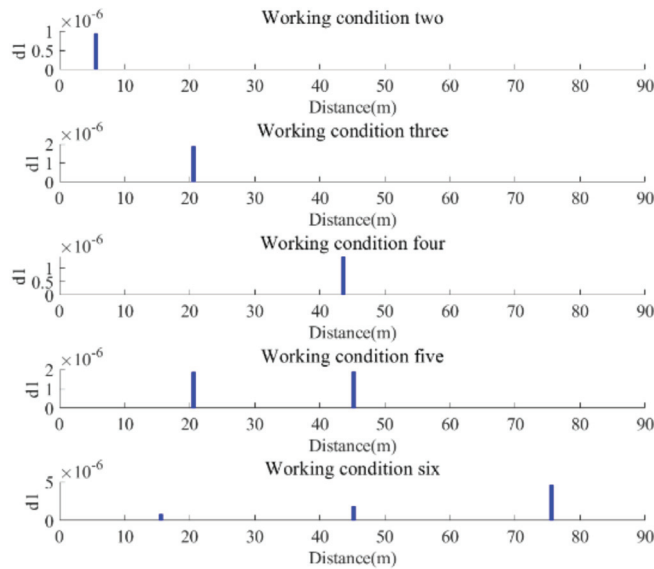 ×10⁻⁶ Working condition two
1
0.5
0
d1
0 10 20 30 40 50 60 70 80 90
Distance(m)
×10⁻⁶ Working condition three
2
1
0
d1
0 10 20 30 40 50 60 70 80 90
Distance(m)
×10⁻⁶ Working condition four
1
0.5
0
d1
0 10 20 30 40 50 60 70 80 90
Distance(m)
×10⁻⁶ Working condition five
2
1
0
d1
0 10 20 30 40 50 60 70 80 90
Distance(m)
×10⁻⁶ Working condition six
5
0
d1
0 10 20 30 40 50 60 70 80 90
Distance(m)